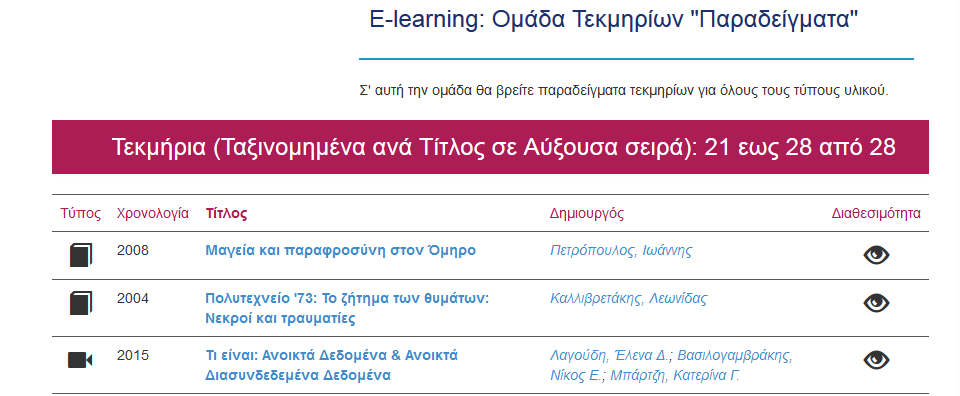 E-learning: Ομάδα Τεκμηρίων "Παραδείγματα"
Σ' αυτή την ομάδα θα βρείτε παραδείγματα τεκμηρίων για όλους τους τύπους υλικού.
Τεκμήρια (Ταξινομημένα ανά Τίτλος σε Αύξουσα σειρά): 21 εως 28 από 28
Τύπος Χρονολογία Τίτλος Δημιουργός Διαθεσιμότητα
2008 Μαγεία και παραφροσύνη στον Όμηρο Πετρόπουλος, Ιωάννης
2004 Πολυτεχνείο '73: Το ζήτημα των θυμάτων: Καλλιβρετάκης, Λεωνίδας
Νεκροί και τραυματίες
2015 Τι είναι: Ανοικτά Δεδομένα & Ανοικτά Λαγούδη, Έλενα Δ.; Βασιλογαμβράκης,
Διασυνδεδεμένα Δεδομένα Νίκος Ε.; Μπάρτζη, Κατερίνα Γ.